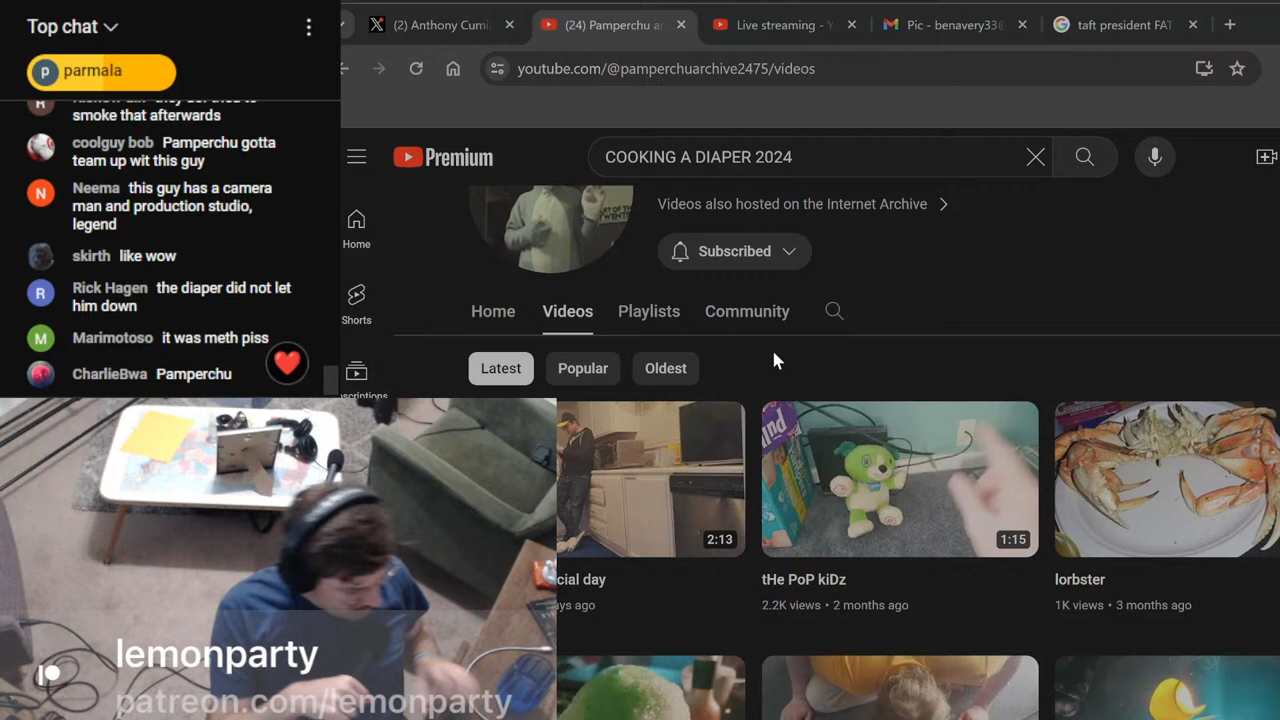 Top chat
parmala
smoke that afterwards
coolguy bob Pamperchu gotta
team up wit this guy
Neema this guy has a camera
man and production studio,
legend
skirth like wow
Rick Hagen the diaper did not let
him down
Marimotoso it was meth piss
CharlieBwa Pamperchu
(2) Anthony Cumi
(24) Pamperchu a
Live streaming - Y
Pic - benavery33
taft president FAT
youtube.com/@pamperchuarchive2475/videos
Premium
COOKING A DIAPER 2024
Home
Shorts
Videos also hosted on the Internet Archive
Subscribed
Home Videos Playlists Community
Latest Popular Oldest
2:13
1:15
cial day
ays ago
tHe PoP kiDz
2.2K views • 2 months ago
lorbster
1K views • 3 months ago
lemonparty
patreon.com/lemonparty